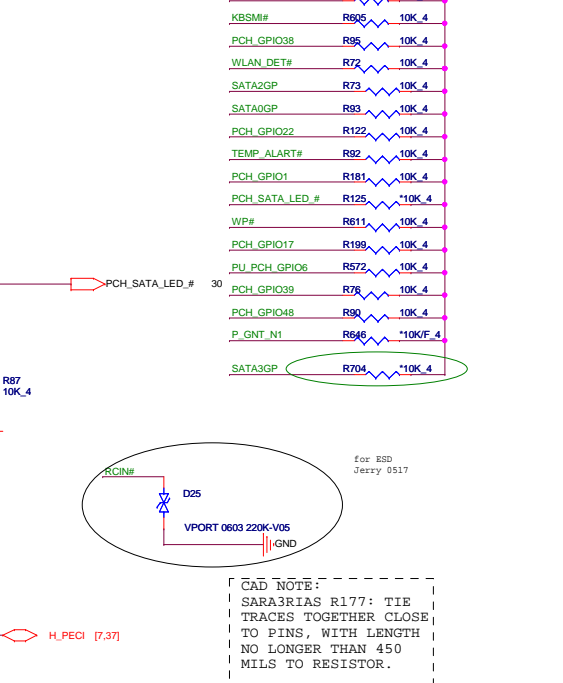 KBSMI# R605 10K_4
PCH_GPIO38 R95 10K_4
WLAN_DET# R72 10K_4
SATA2GP R73 10K_4
SATA0GP R93 10K_4
PCH_GPIO22 R122 10K_4
TEMP_ALART# R92 10K_4
PCH_GPIO1 R181 10K_4
PCH_SATA_LED_# R125 *10K_4
WP# R611 10K_4
PCH_GPIO17 R199 10K_4
PU_PCH_GPIO6 R572 10K_4
PCH_SATA_LED_# 30
PCH_GPIO39 R76 10K_4
PCH_GPIO48 R90 10K_4
P_GNT_N1 R646 *10K/F_4
SATA3GP R704 *10K_4
R87
10K_4
for ESD
Jerry 0517
RCIN#
D25
VPORT 0603 220K-V05
GND
CAD NOTE:
SARA3RIAS R177: TIE
TRACES TOGETHER CLOSE
TO PINS, WITH LENGTH
NO LONGER THAN 450
MILS TO RESISTOR.
H_PECI [7,37]